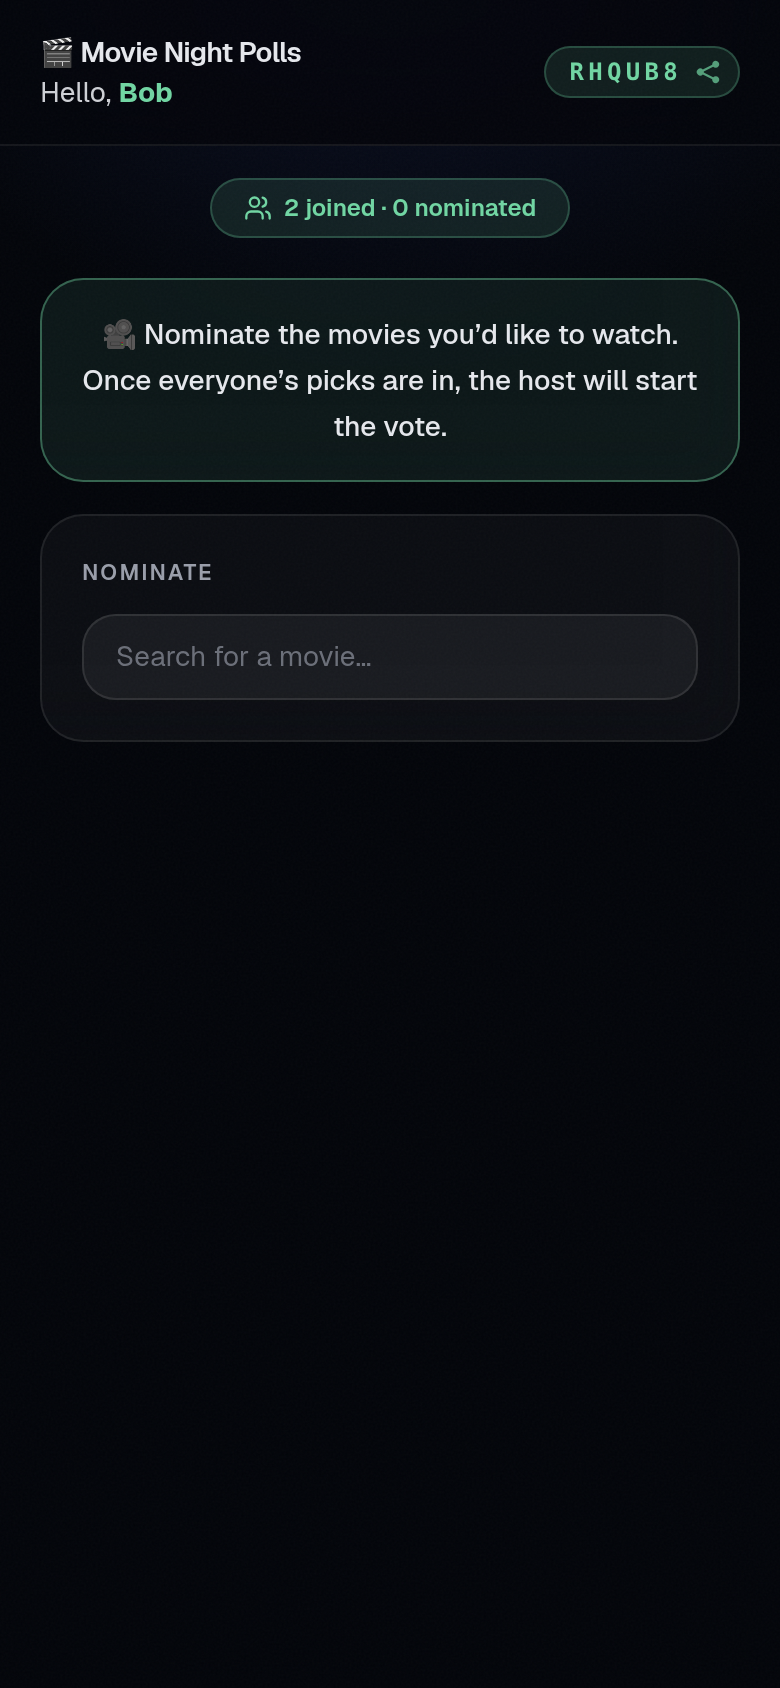 🎬 Movie Night Polls
Hello, Bob
RHQUB8
2 joined · 0 nominated
🎥 Nominate the movies you’d like to watch.
Once everyone’s picks are in, the host will start
the vote.
NOMINATE
Search for a movie…